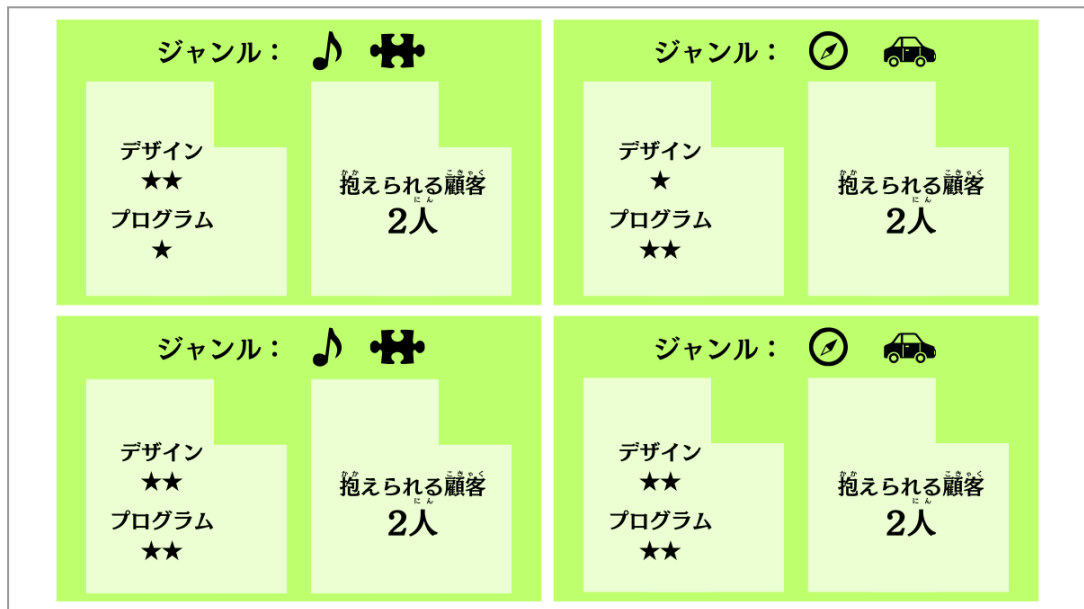 ジャンル：
デザイン
★★
プログラム
★
抱えられる顧客
かか こきゃく
2人
にん
ジャンル：
デザイン
★
プログラム
★★
抱えられる顧客
かか こきゃく
2人
にん
ジャンル：
デザイン
★★
プログラム
★★
抱えられる顧客
かか こきゃく
2人
にん
ジャンル：
デザイン
★★
プログラム
★★
抱えられる顧客
かか こきゃく
2人
にん